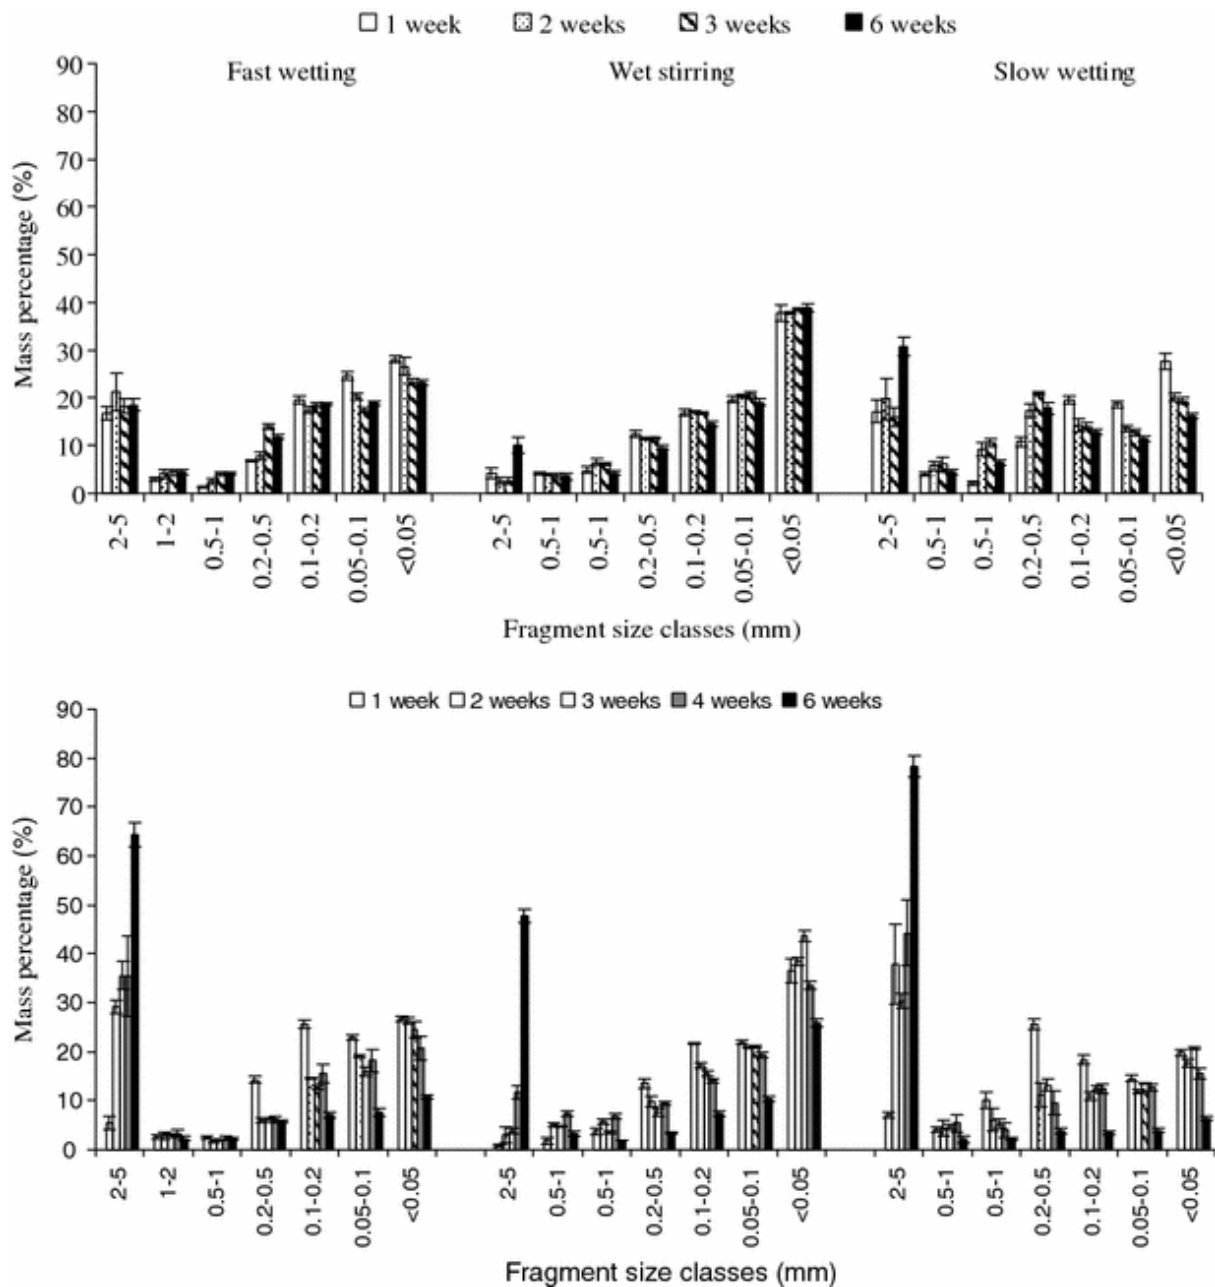 1 week 2 weeks 3 weeks 6 weeks
Fast wetting Wet stirring Slow wetting
Mass percentage (%)
90
80
70
60
50
40
30
20
10
0
2-5 1-2 0.5-1 0.2-0.5 0.1-0.2 0.05-0.1 <0.05 2-5 0.5-1 0.5-1 0.2-0.5 0.1-0.2 0.05-0.1 <0.05 2-5 0.5-1 0.5-1 0.2-0.5 0.1-0.2 0.05-0.1 <0.05
Fragment size classes (mm)
1 week 2 weeks 3 weeks 4 weeks 6 weeks
Mass percentage (%)
90
80
70
60
50
40
30
20
10
0
2-5 1-2 0.5-1 0.2-0.5 0.1-0.2 0.05-0.1 <0.05 2-5 0.5-1 0.5-1 0.2-0.5 0.1-0.2 0.05-0.1 <0.05 2-5 0.5-1 0.5-1 0.2-0.5 0.1-0.2 0.05-0.1 <0.05
Fragment size classes (mm)